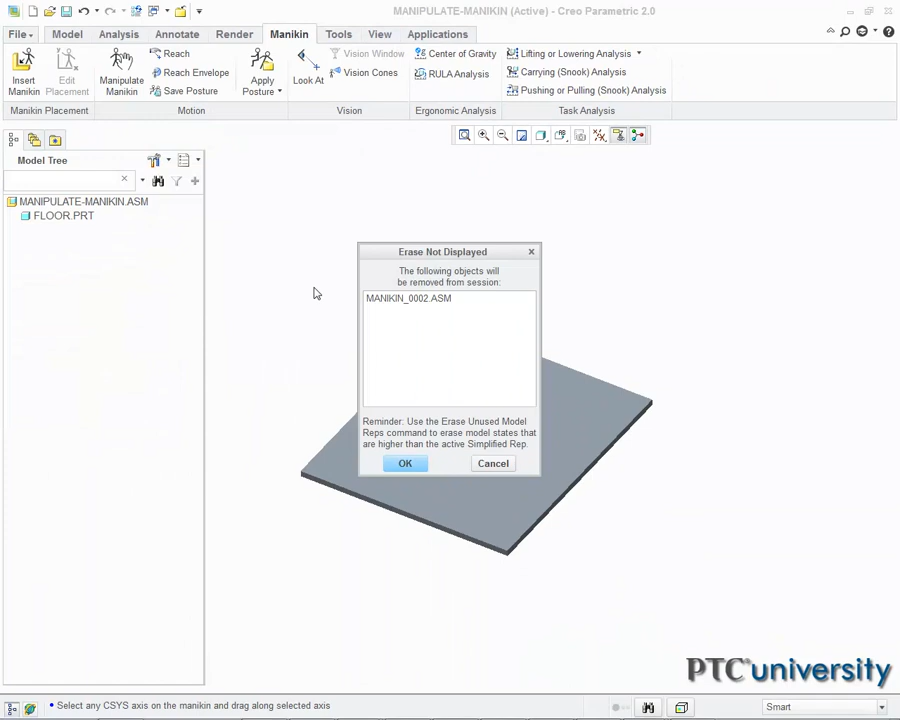 MANIPULATE-MANIKIN (Active) - Creo Parametric 2.0
File Model Analysis Annotate Render Manikin Tools View Applications
Insert Manikin
Edit Placement
Manipulate Manikin
Reach
Reach Envelope
Save Posture
Apply Posture
Look At
Vision Window
Vision Cones
Center of Gravity
RULA Analysis
Lifting or Lowering Analysis
Carrying (Snook) Analysis
Pushing or Pulling (Snook) Analysis
Manikin Placement Motion Vision Ergonomic Analysis Task Analysis
Model Tree
MANIPULATE-MANIKIN.ASM
FLOOR.PRT
Erase Not Displayed
The following objects will
be removed from session:
MANIKIN_0002.ASM
Reminder: Use the Erase Unused Model
Reps command to erase model states that
are higher than the active Simplified Rep.
OK Cancel
PTC university
Select any CSYS axis on the manikin and drag along selected axis
Smart